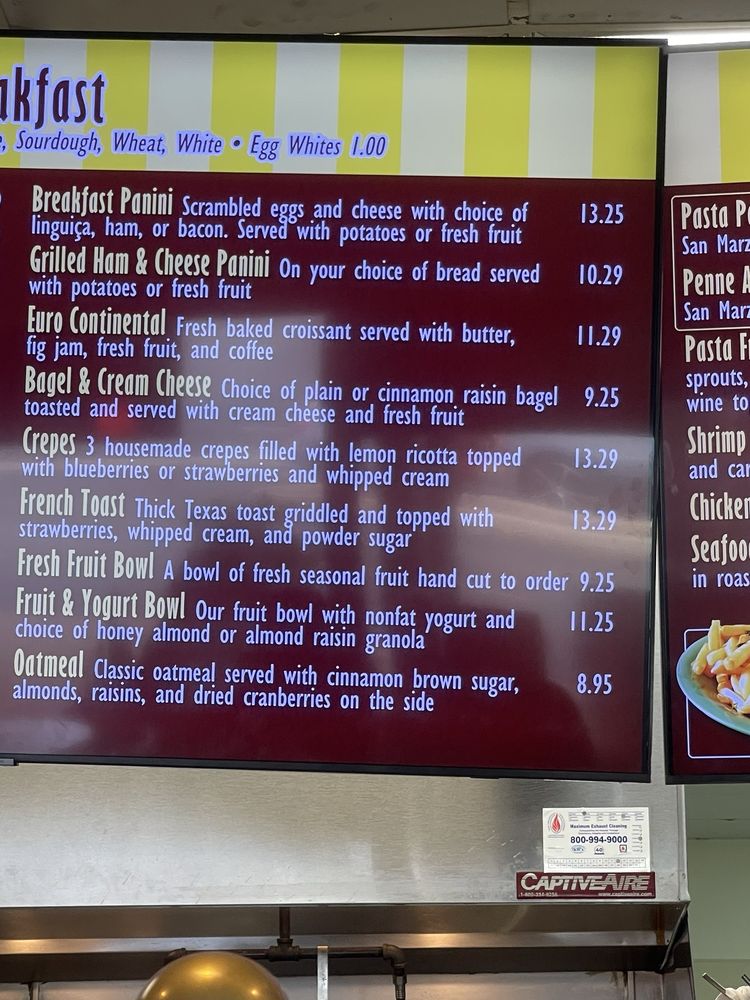 akfast
Sourdough, Wheat, White • Egg Whites 1.00
Breakfast Panini Scrambled eggs and cheese with choice of 13.25
linguiça, ham, or bacon. Served with potatoes or fresh fruit
Grilled Ham & Cheese Panini On your choice of bread served 10.29
with potatoes or fresh fruit
Euro Continental Fresh baked croissant served with butter, 11.29
fig jam, fresh fruit, and coffee
Bagel & Cream Cheese Choice of plain or cinnamon raisin bagel 9.25
toasted and served with cream cheese and fresh fruit
Crepes 3 housemade crepes filled with lemon ricotta topped 13.29
with blueberries or strawberries and whipped cream
French Toast Thick Texas toast griddled and topped with 13.29
strawberries, whipped cream, and powder sugar
Fresh Fruit Bowl A bowl of fresh seasonal fruit hand cut to order 9.25
Fruit & Yogurt Bowl Our fruit bowl with nonfat yogurt and 11.25
choice of honey almond or almond raisin granola
Oatmeal Classic oatmeal served with cinnamon brown sugar, 8.95
almonds, raisins, and dried cranberries on the side
Pasta P
San Marz
Penne A
San Marz
Pasta F
sprouts,
wine to
Shrimp
and car
Chicken
Seafoo
in roas
Maximum Exhaust Cleaning
800-994-9000
CAPTIVEAIRE
www.captiveaire.com